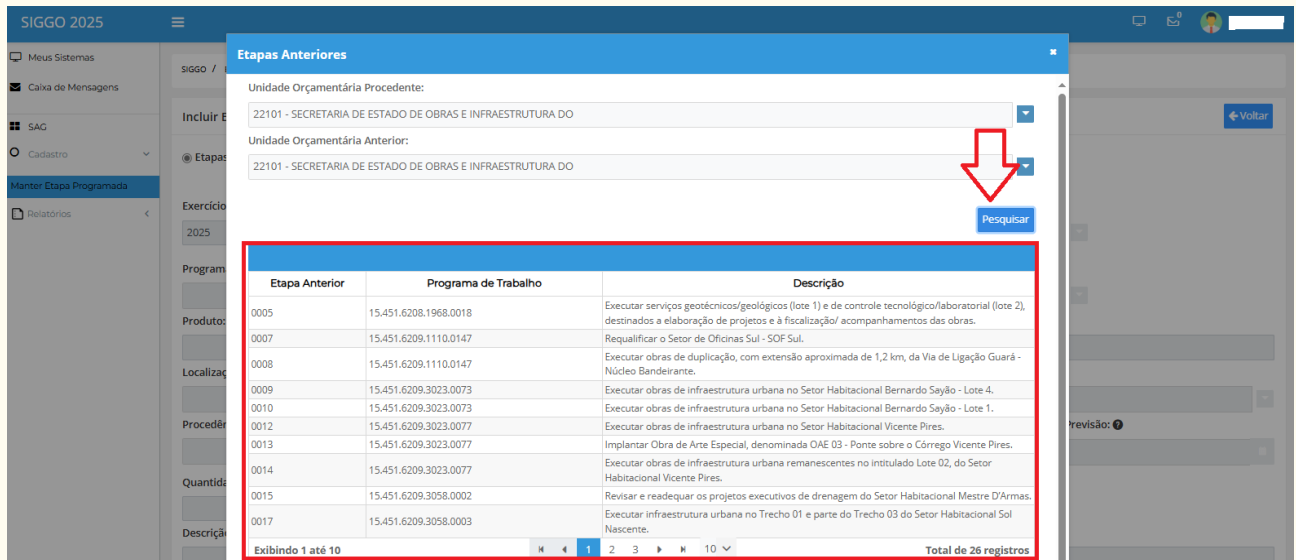 SIGGO 2025
0
Meus Sistemas
Caixa de Mensagens
SAG
Cadastro
Manter Etapa Programada
Relatórios
SIGGO /
Incluir E
Voltar
Etapas
Exercício
2025
Program
Produto:
Localizaç
Procedên
Previsão:
Quantida
Descriçã
Etapas Anteriores
Unidade Orçamentária Procedente:
22101 - SECRETARIA DE ESTADO DE OBRAS E INFRAESTRUTURA DO
Unidade Orçamentária Anterior:
22101 - SECRETARIA DE ESTADO DE OBRAS E INFRAESTRUTURA DO
Pesquisar
Etapa Anterior Programa de Trabalho Descrição
0005 15.451.6208.1968.0018 Executar serviços geotécnicos/geológicos (lote 1) e de controle tecnológico/laboratorial (lote 2),
destinados a elaboração de projetos e à fiscalização/ acompanhamentos das obras.
0007 15.451.6209.1110.0147 Requalificar o Setor de Oficinas Sul - SOF Sul.
0008 15.451.6209.1110.0147 Executar obras de duplicação, com extensão aproximada de 1,2 km, da Via de Ligação Guará -
Núcleo Bandeirante.
0009 15.451.6209.3023.0073 Executar obras de infraestrutura urbana no Setor Habitacional Bernardo Sayão - Lote 4.
0010 15.451.6209.3023.0073 Executar obras de infraestrutura urbana no Setor Habitacional Bernardo Sayão - Lote 1.
0012 15.451.6209.3023.0077 Executar obras de infraestrutura urbana no Setor Habitacional Vicente Pires.
0013 15.451.6209.3023.0077 Implantar Obra de Arte Especial, denominada OAE 03 - Ponte sobre o Córrego Vicente Pires.
0014 15.451.6209.3023.0077 Executar obras de infraestrutura urbana remanescentes no intitulado Lote 02, do Setor
Habitacional Vicente Pires.
0015 15.451.6209.3058.0002 Revisar e readequar os projetos executivos de drenagem do Setor Habitacional Mestre D'Armas.
0017 15.451.6209.3058.0003 Executar infraestrutura urbana no Trecho 01 e parte do Trecho 03 do Setor Habitacional Sol
Nascente.
Exibindo 1 até 10 1 2 3 10 Total de 26 registros